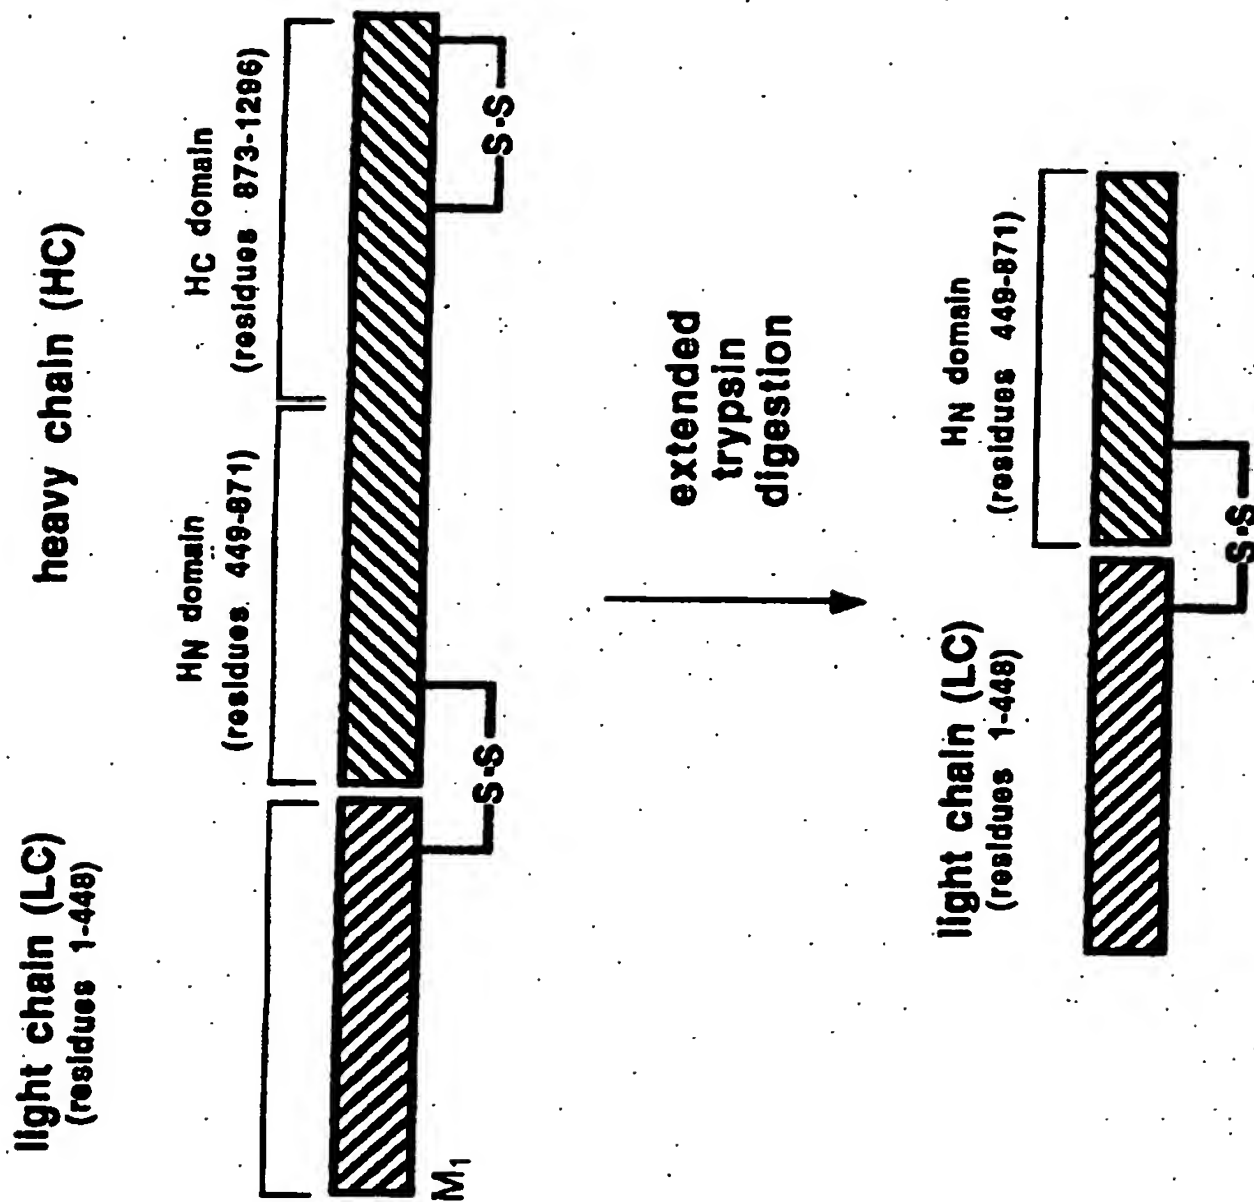 light chain (LC)
(residues 1-448)
heavy chain (HC)
HN domain
(residues 449-871)
HC domain
(residues 873-1296)
M1
S-S
S-S
extended
trypsin
digestion
light chain (LC)
(residues 1-448)
HN domain
(residues 449-871)
S-S